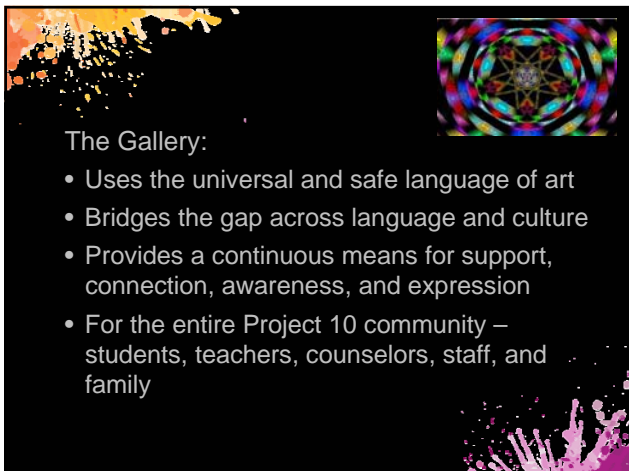 The Gallery:
• Uses the universal and safe language of art
• Bridges the gap across language and culture
• Provides a continuous means for support,
connection, awareness, and expression
• For the entire Project 10 community –
students, teachers, counselors, staff, and
family